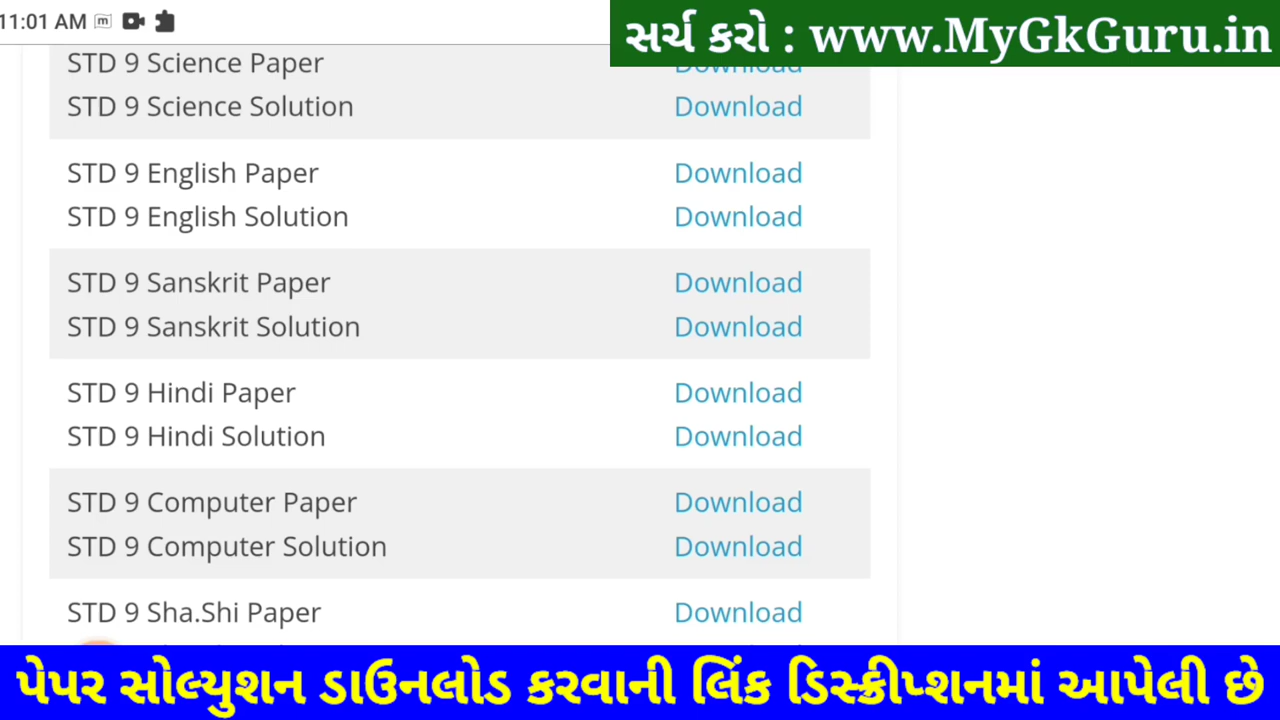 11:01 AM
સર્ચ કરો : www.MyGkGuru.in
STD 9 Science Paper Download
STD 9 Science Solution Download
STD 9 English Paper Download
STD 9 English Solution Download
STD 9 Sanskrit Paper Download
STD 9 Sanskrit Solution Download
STD 9 Hindi Paper Download
STD 9 Hindi Solution Download
STD 9 Computer Paper Download
STD 9 Computer Solution Download
STD 9 Sha.Shi Paper Download
પેપર સોલ્યુશન ડાઉનલોડ કરવાની લિંક ડિસ્ક્રીપ્શનમાં આપેલી છે